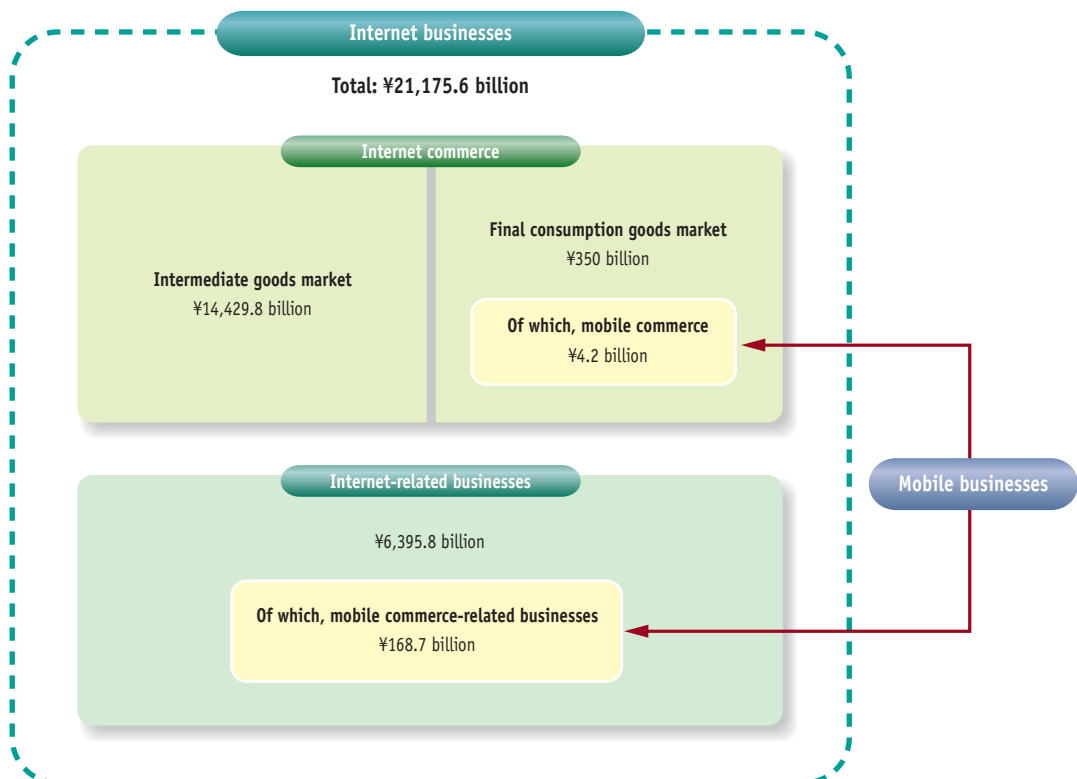 Internet businesses
Total: ¥21,175.6 billion
Internet commerce
Intermediate goods market
¥14,429.8 billion
Final consumption goods market
¥350 billion
Of which, mobile commerce
¥4.2 billion
Mobile businesses
Internet-related businesses
¥6,395.8 billion
Of which, mobile commerce-related businesses
¥168.7 billion